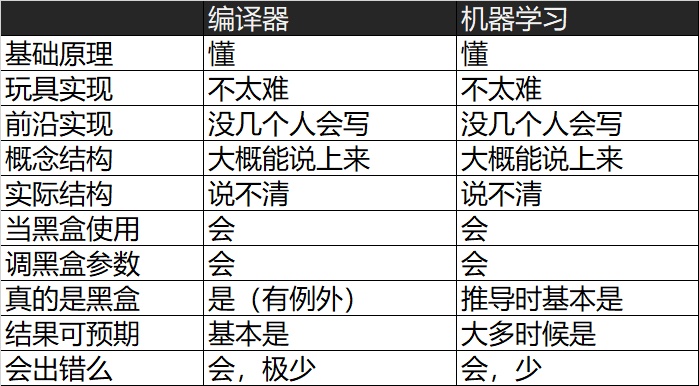 编译器 机器学习
基础原理 懂 懂
玩具实现 不太难 不太难
前沿实现 没几个人会写 没几个人会写
概念结构 大概能说上来 大概能说上来
实际结构 说不清 说不清
当黑盒使用 会 会
调黑盒参数 会 会
真的是黑盒 是（有例外） 推导时基本是
结果可预期 基本是 大多时候是
会出错么 会，极少 会，少